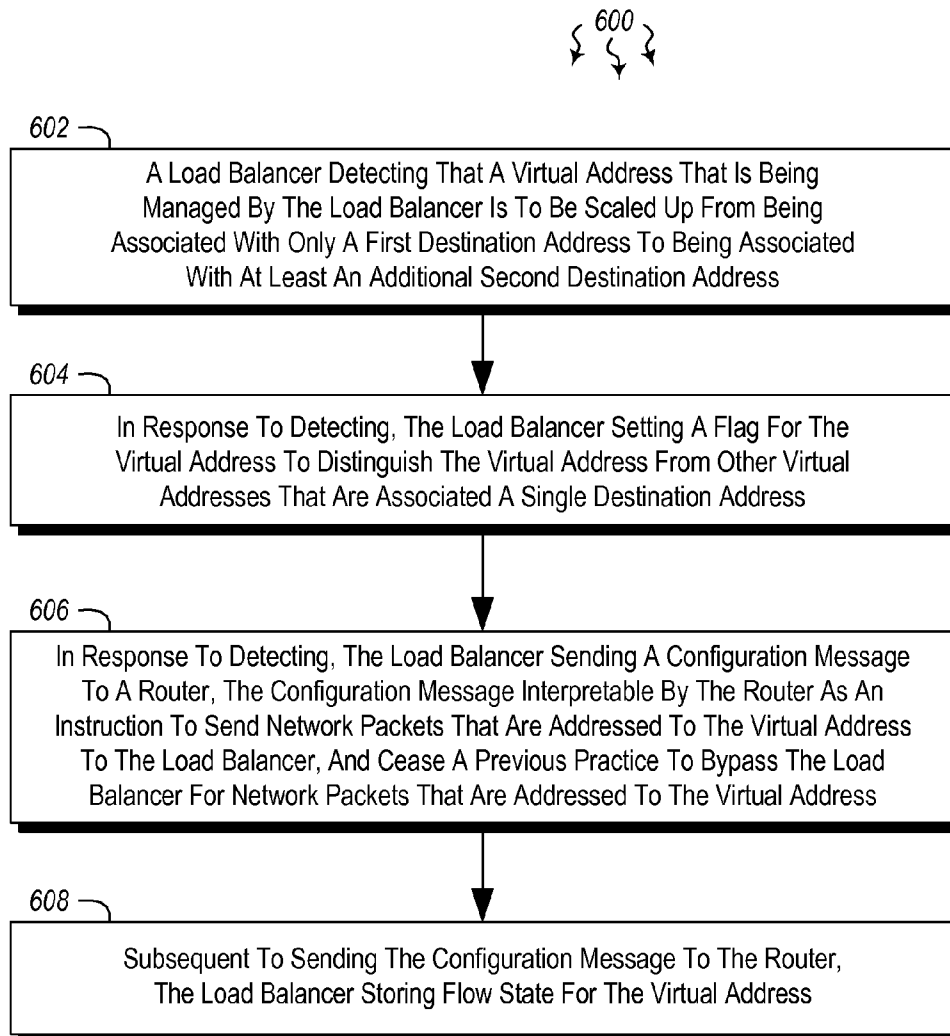 600
602
A Load Balancer Detecting That A Virtual Address That Is Being
Managed By The Load Balancer Is To Be Scaled Up From Being
Associated With Only A First Destination Address To Being Associated
With At Least An Additional Second Destination Address
604
In Response To Detecting, The Load Balancer Setting A Flag For The
Virtual Address To Distinguish The Virtual Address From Other Virtual
Addresses That Are Associated A Single Destination Address
606
In Response To Detecting, The Load Balancer Sending A Configuration Message
To A Router, The Configuration Message Interpretable By The Router As An
Instruction To Send Network Packets That Are Addressed To The Virtual Address
To The Load Balancer, And Cease A Previous Practice To Bypass The Load
Balancer For Network Packets That Are Addressed To The Virtual Address
608
Subsequent To Sending The Configuration Message To The Router,
The Load Balancer Storing Flow State For The Virtual Address